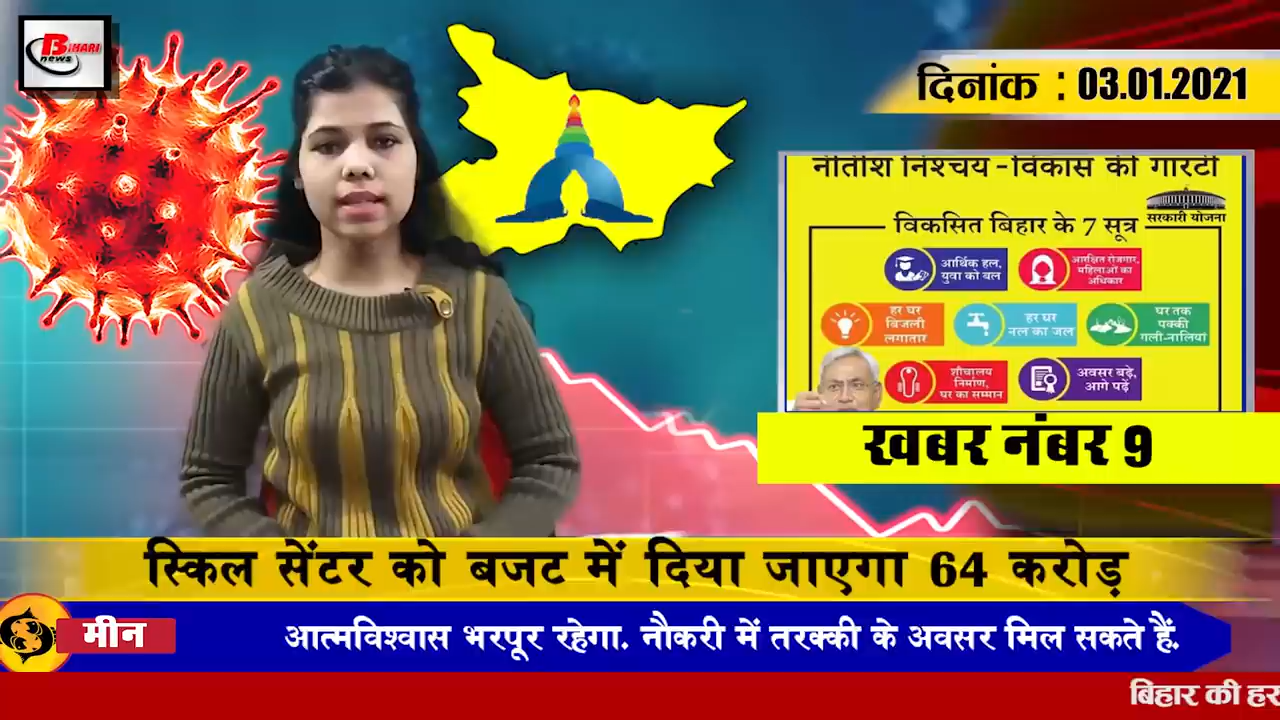 BIHARI
news
दिनांक : 03.01.2021
नीतीश निश्चय - विकास की गारंटी
सरकारी योजना
विकसित बिहार के 7 सूत्र
आर्थिक हल,
युवा को बल
आरक्षित रोजगार,
महिलाओं का
अधिकार
हर घर
बिजली
लगातार
हर घर
नल का जल
घर तक
पक्की
गली-नालियां
शौचालय
निर्माण,
घर का सम्मान
अवसर बढ़े,
आगे पढ़ें
खबर नंबर 9
स्किल सेंटर को बजट में दिया जाएगा 64 करोड़
मीन
आत्मविश्वास भरपूर रहेगा. नौकरी में तरक्की के अवसर मिल सकते हैं.
बिहार की हर